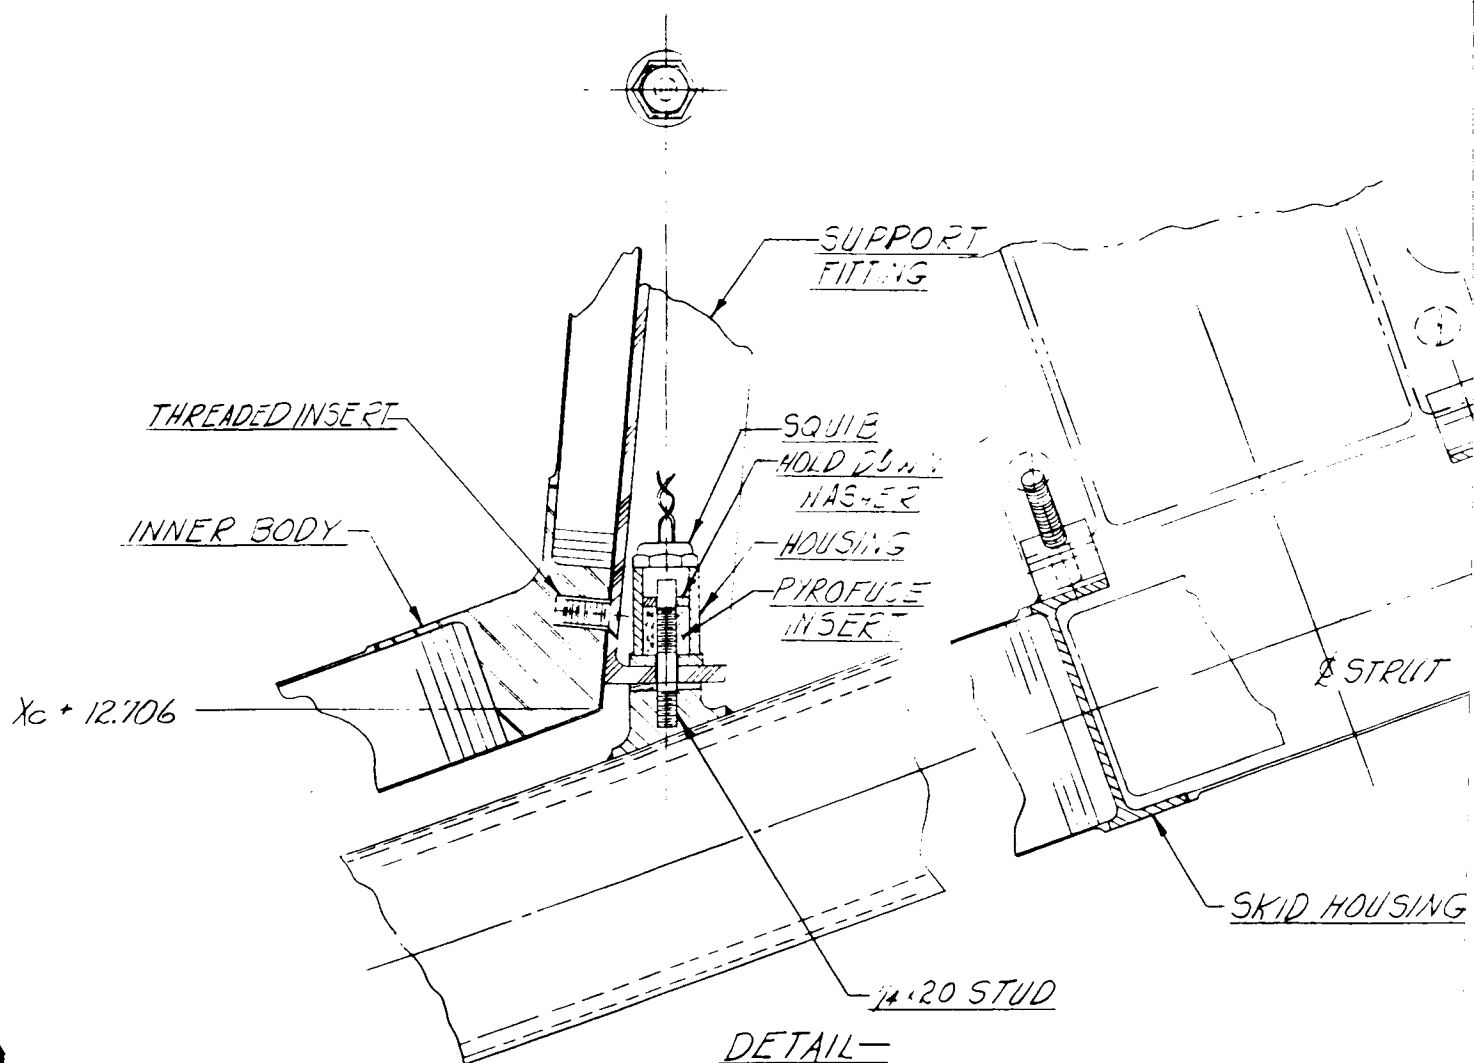 SUPPORT
FITTING
THREADED INSERT
SQUIB
HOLD DOWN
WASHER
INNER BODY
HOUSING
PYROFUSE
INSERT
℄ STRUT
Xc + 12.706
SKID HOUSING
1/4-20 STUD
DETAIL—